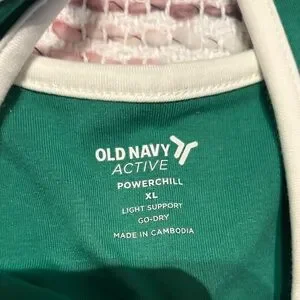 OLD NAVY
ACTIVE
POWERCHILL
XL
LIGHT SUPPORT
GO-DRY
MADE IN CAMBODIA